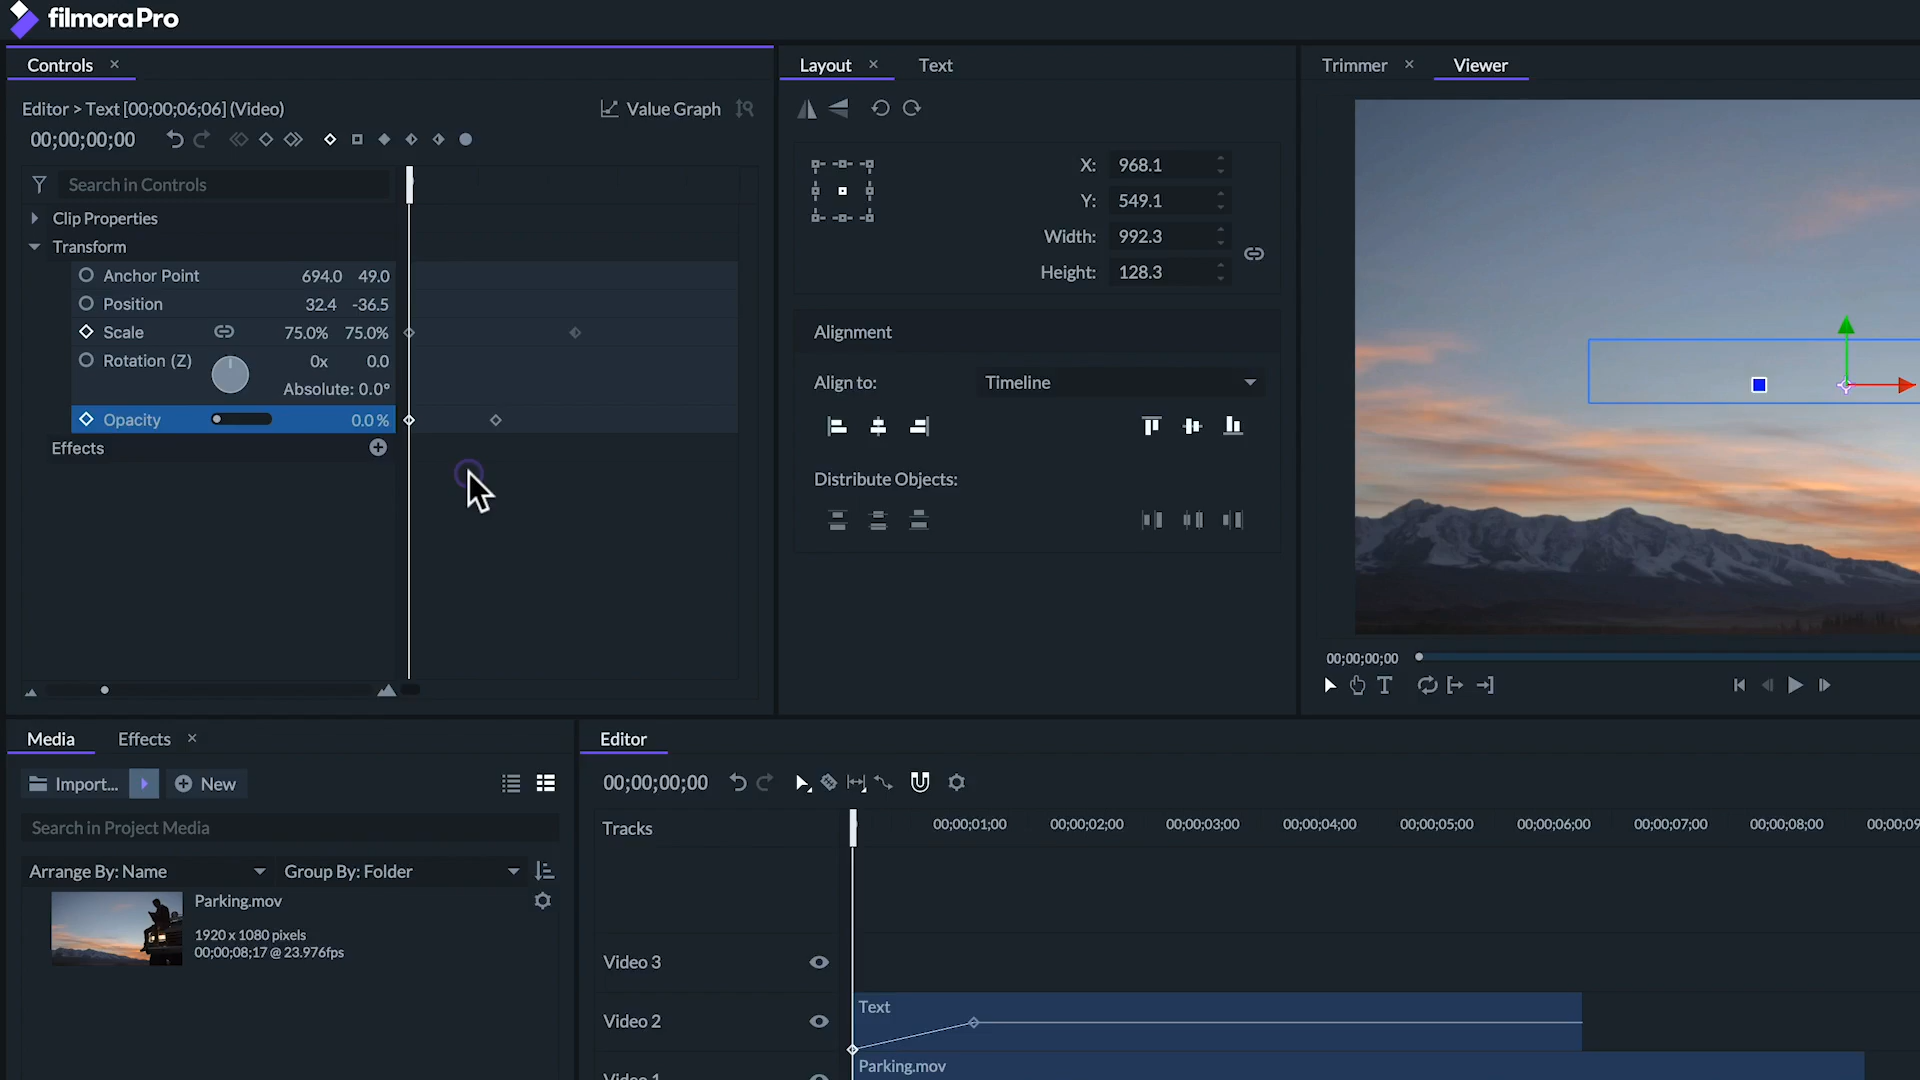 filmoraPro
Controls
Layout
Text
Trimmer
Viewer
Editor > Text [00;00;06;06] (Video)
Value Graph
00;00;00;00
Search in Controls
Clip Properties
Transform
Anchor Point 694.0 49.0
Position 32.4 -36.5
Scale 75.0% 75.0%
Rotation (Z) 0x 0.0
Absolute: 0.0°
Opacity 0.0 %
Effects
X: 968.1
Y: 549.1
Width: 992.3
Height: 128.3
Alignment
Align to: Timeline
Distribute Objects:
00;00;00;00
Media
Effects
Import...
New
Search in Project Media
Arrange By: Name
Group By: Folder
Parking.mov
1920 x 1080 pixels
00;00;08;17 @ 23.976fps
Editor
00;00;00;00
Tracks
00;00;01;00 00;00;02;00 00;00;03;00 00;00;04;00 00;00;05;00 00;00;06;00 00;00;07;00 00;00;08;00 00;00;09
Video 3
Video 2
Text
Parking.mov
Video 1